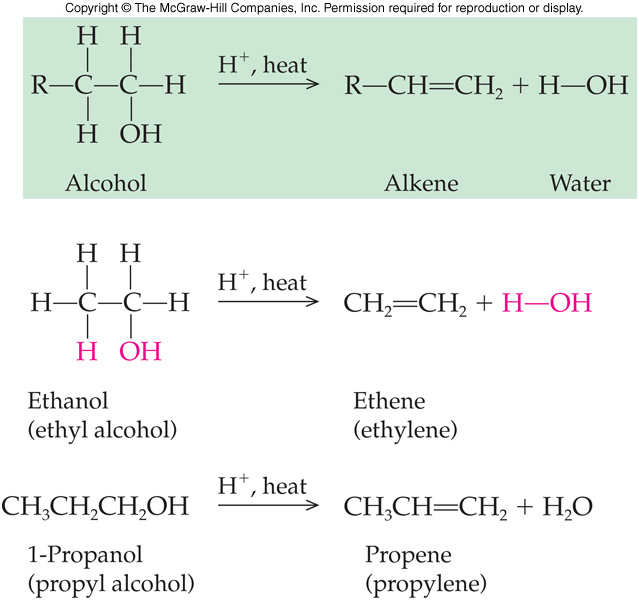 Copyright © The McGraw-Hill Companies, Inc. Permission required for reproduction or display.
H H
R—C—C—H H⁺, heat R—CH=CH₂ + H—OH
H OH
Alcohol Alkene Water
H H
H—C—C—H H⁺, heat CH₂=CH₂ + H—OH
H OH
Ethanol Ethene
(ethyl alcohol) (ethylene)
CH₃CH₂CH₂OH H⁺, heat CH₃CH=CH₂ + H₂O
1-Propanol Propene
(propyl alcohol) (propylene)